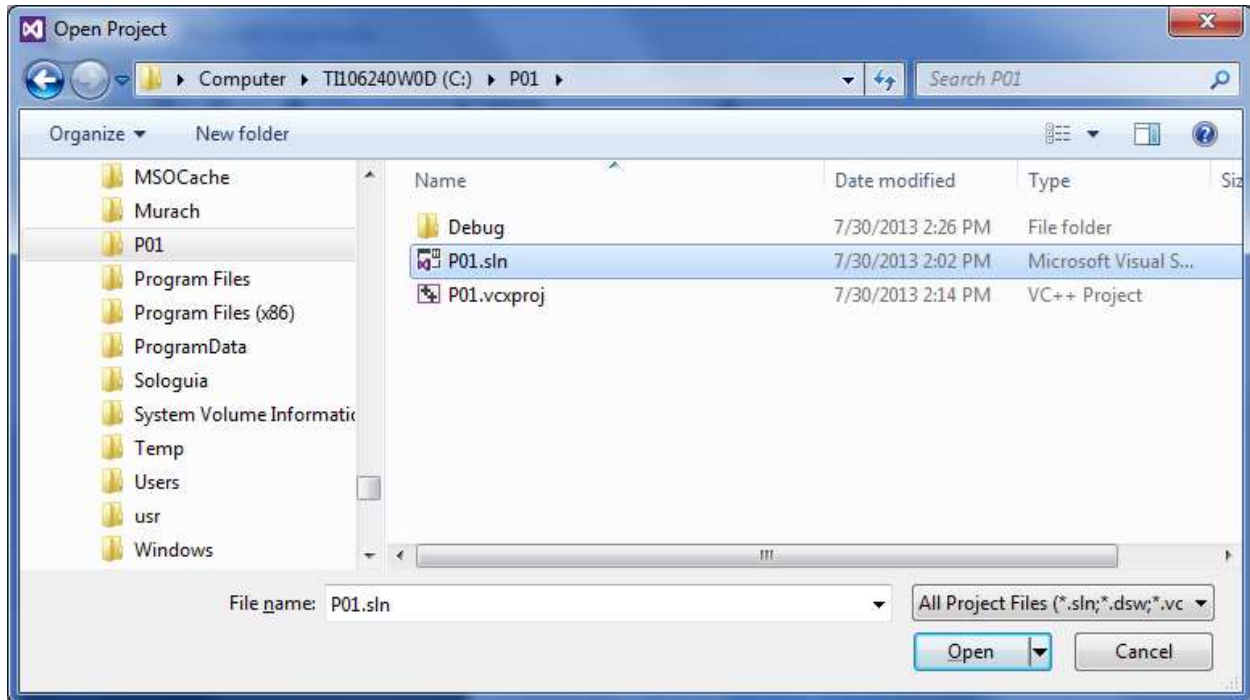 Open Project
Computer TI106240W0D (C:) P01 Search P01
Organize New folder
MSOCache
Murach
P01
Program Files
Program Files (x86)
ProgramData
Sologuia
System Volume Informatic
Temp
Users
usr
Windows
Name Date modified Type Siz
Debug 7/30/2013 2:26 PM File folder
P01.sln 7/30/2013 2:02 PM Microsoft Visual S...
P01.vcxproj 7/30/2013 2:14 PM VC++ Project
File name: P01.sln All Project Files (*.sln;*.dsw;*.vc
Open Cancel